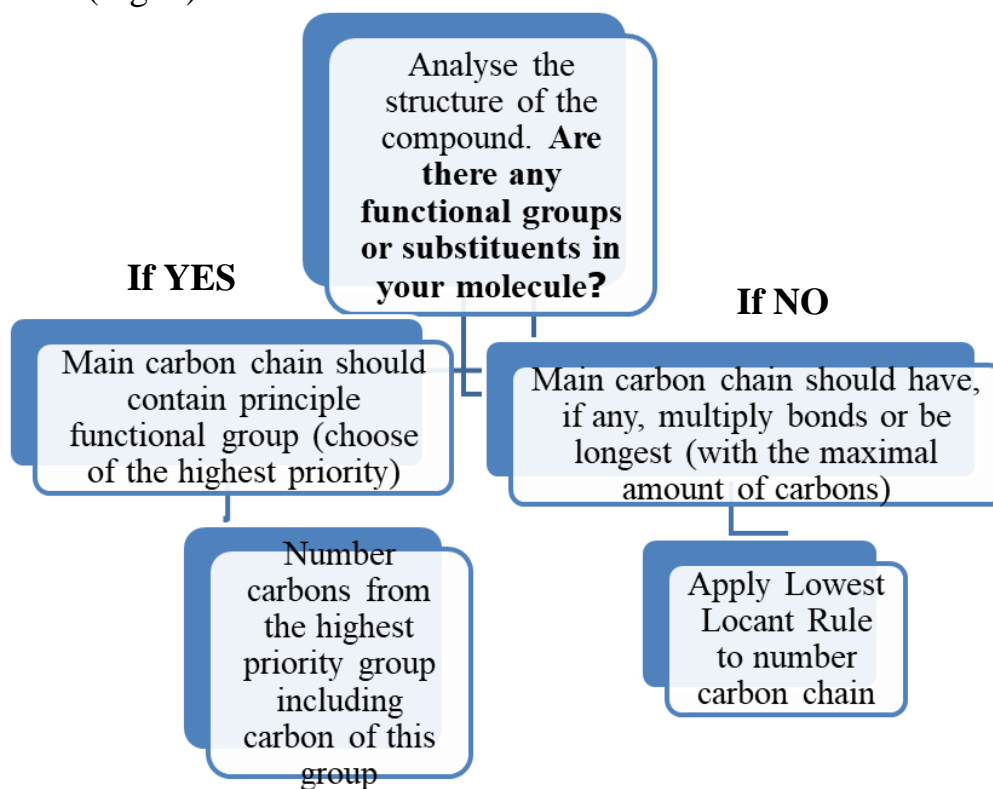 Analyse the
structure of the
compound. Are
there any
functional groups
or substituents in
your molecule?
If YES
If NO
Main carbon chain should
contain principle
functional group (choose
of the highest priority)
Main carbon chain should have,
if any, multiply bonds or be
longest (with the maximal
amount of carbons)
Number
carbons from
the highest
priority group
including
carbon of this
group
Apply Lowest
Locant Rule
to number
carbon chain